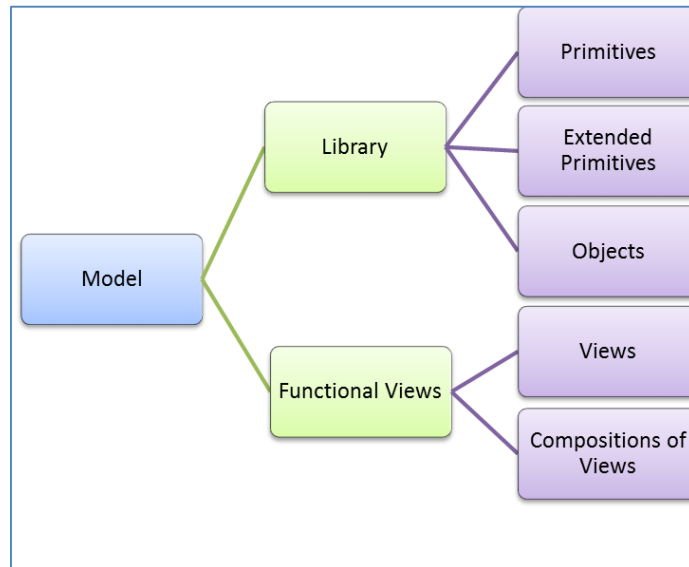 Model
Library
Functional Views
Primitives
Extended
Primitives
Objects
Views
Compositions of
Views